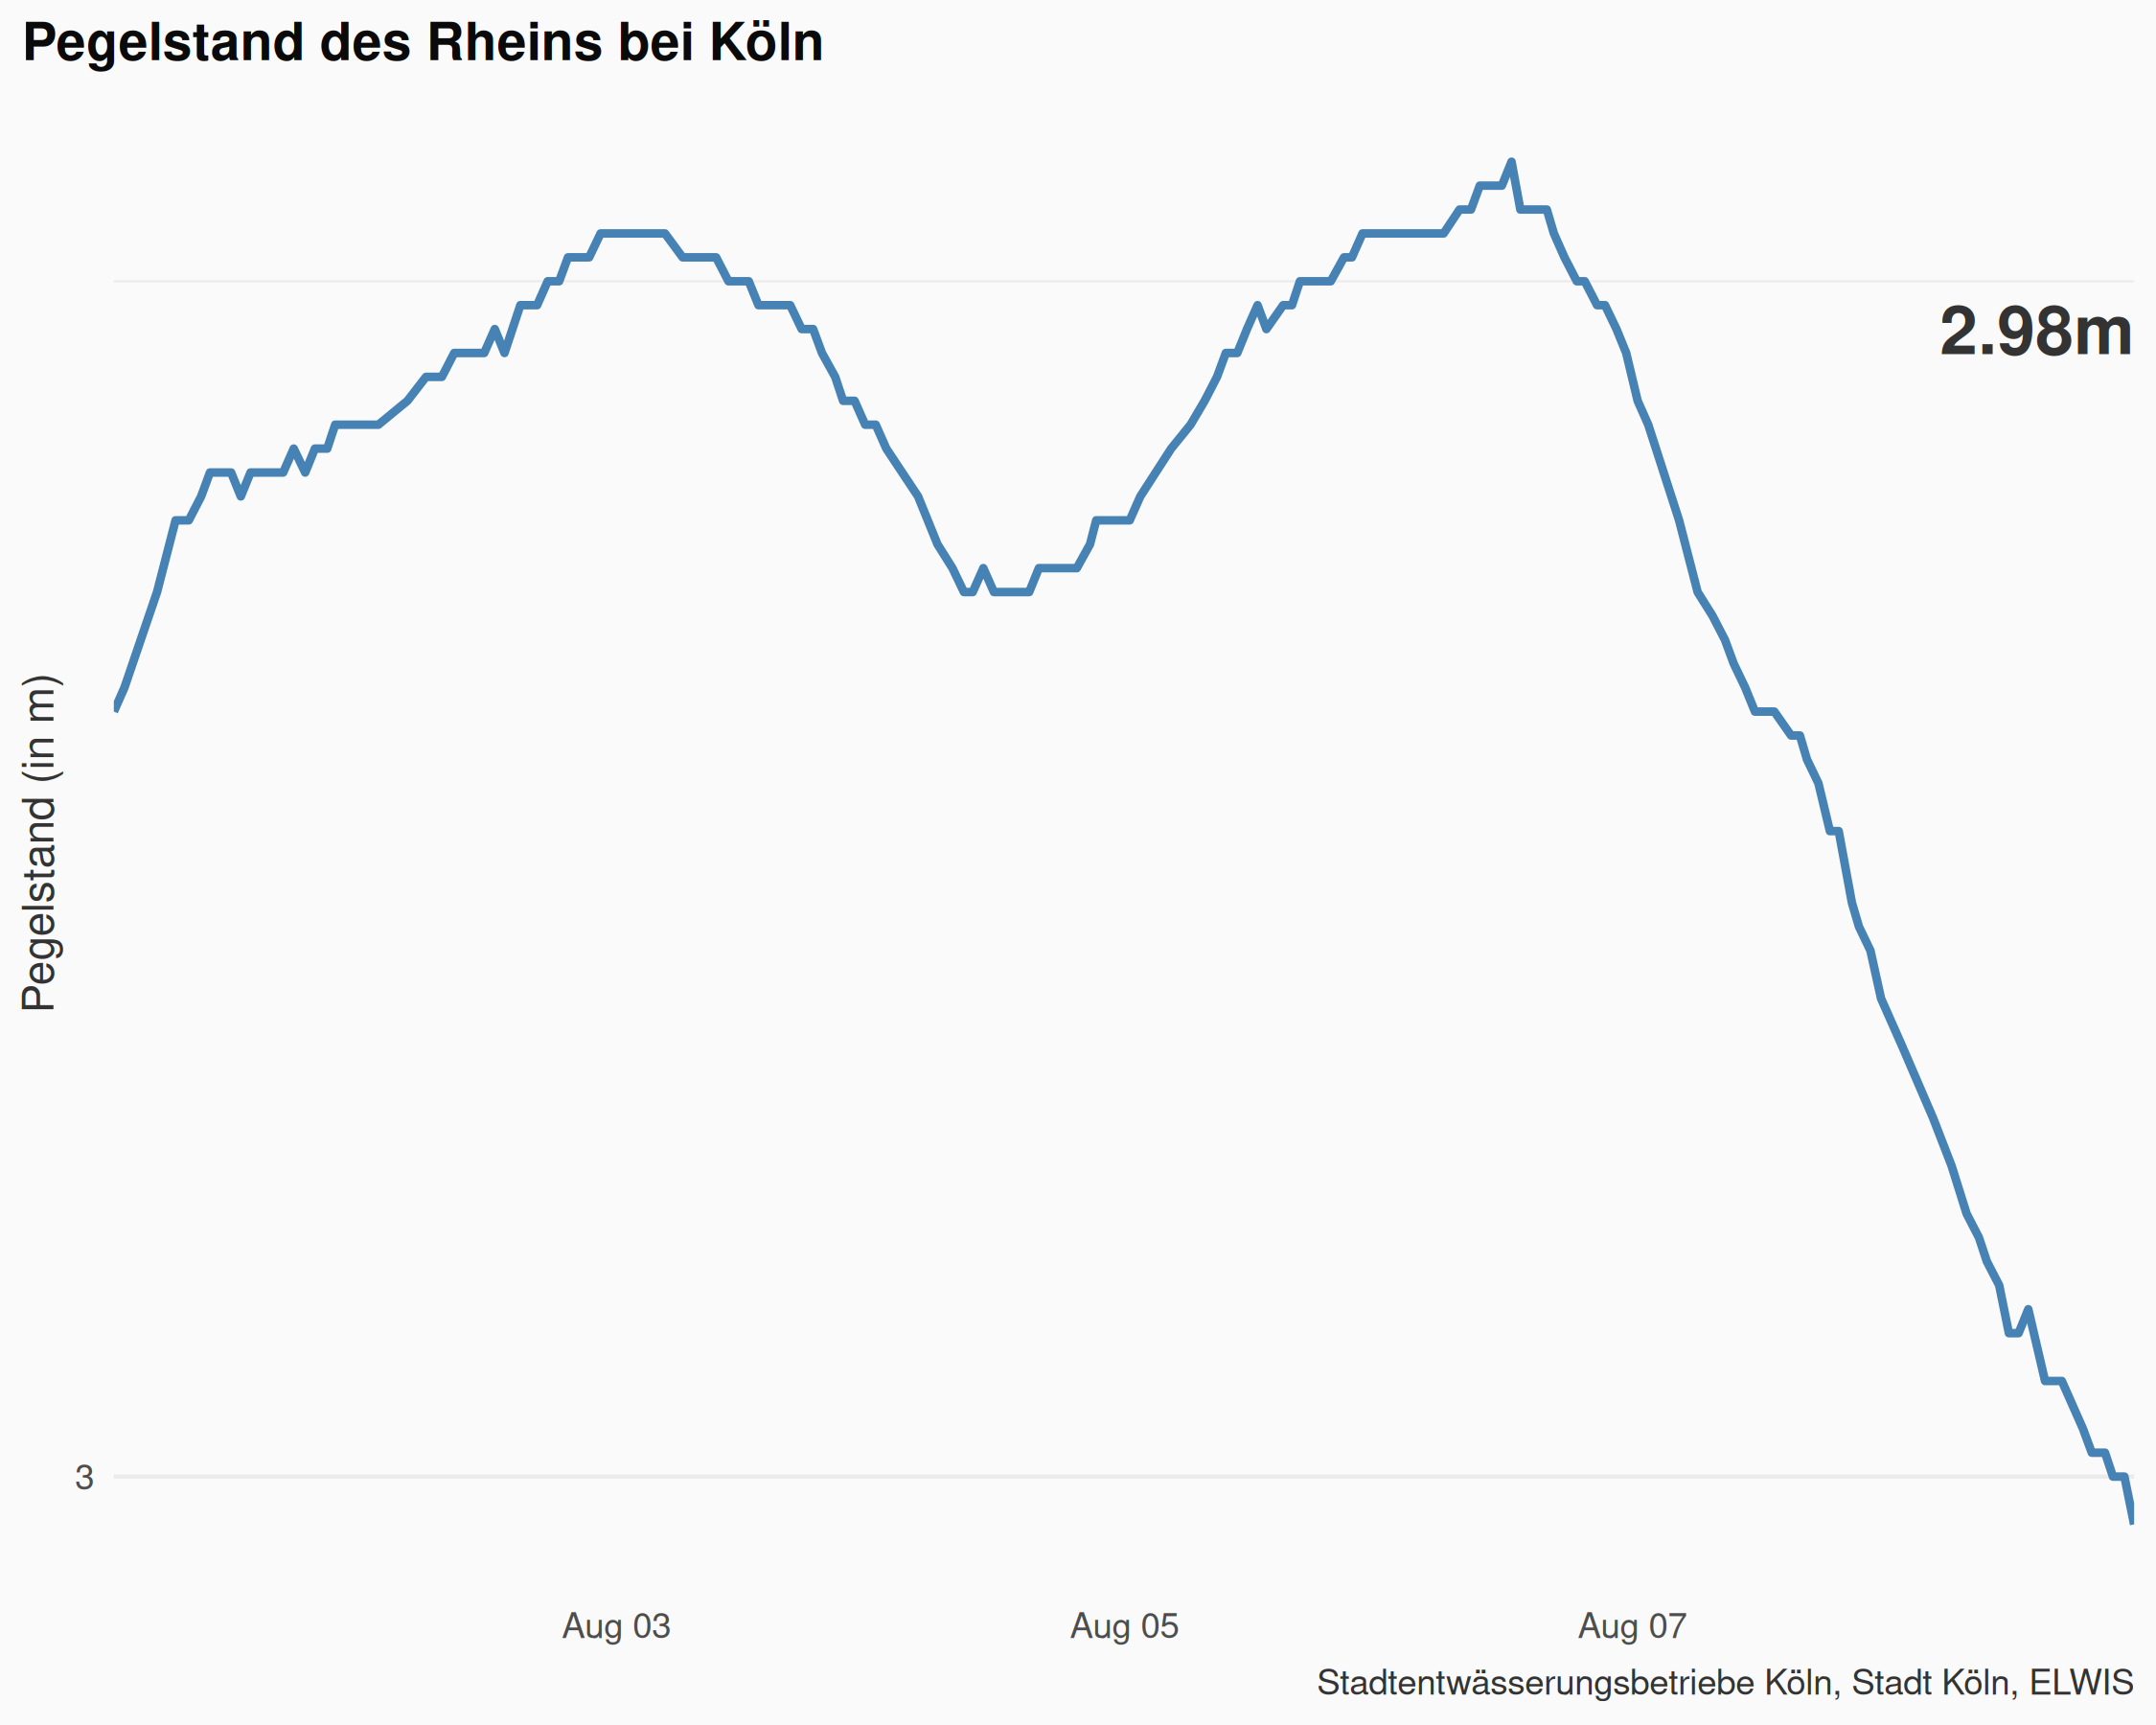 Pegelstand des Rheins bei Köln
2.98m
Pegelstand (in m)
3
Aug 03
Aug 05
Aug 07
Stadtentwässerungsbetriebe Köln, Stadt Köln, ELWIS